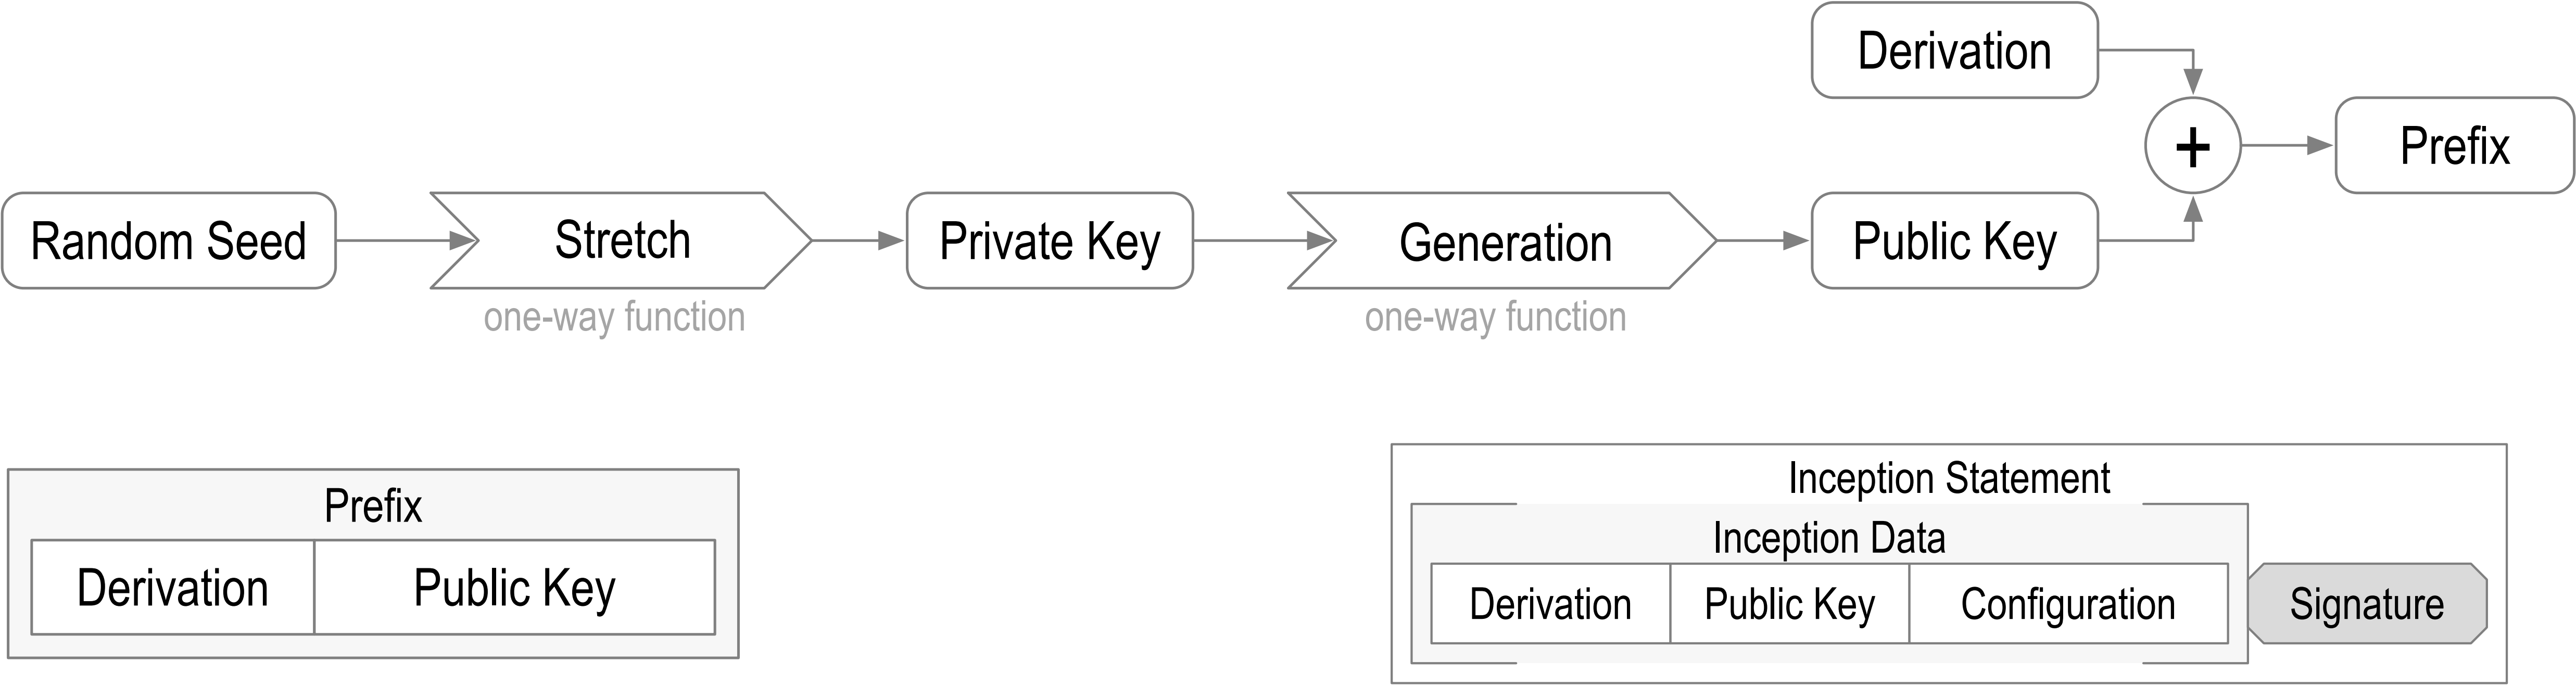 Derivation
+
Prefix
Random Seed
Stretch
Private Key
Generation
Public Key
one-way function
one-way function
Prefix
Derivation
Public Key
Inception Statement
Inception Data
Derivation
Public Key
Configuration
Signature